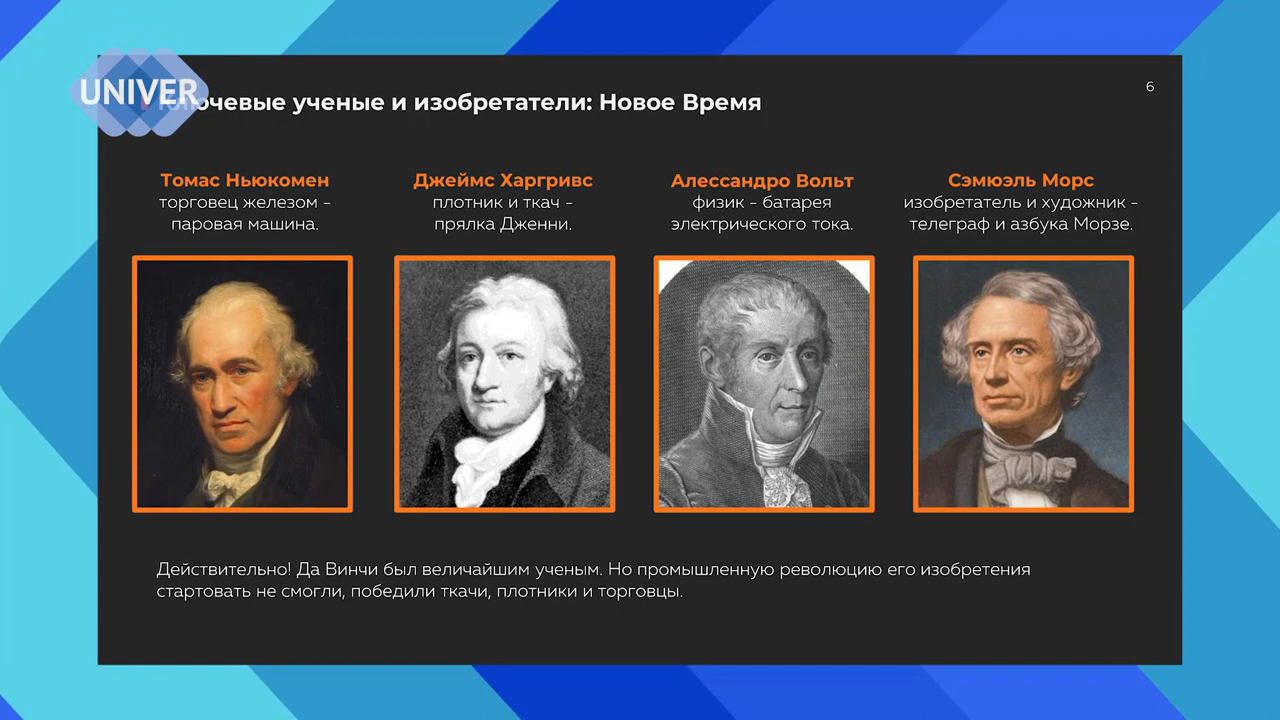 UNIVER
Ключевые ученые и изобретатели: Новое Время
6
Томас Ньюкомен
торговец железом -
паровая машина.
Джеймс Харгривс
плотник и ткач -
прялка Дженни.
Алессандро Вольт
физик - батарея
электрического тока.
Сэмюэль Морс
изобретатель и художник -
телеграф и азбука Морзе.
Действительно! Да Винчи был величайшим ученым. Но промышленную революцию его изобретения
стартовать не смогли, победили ткачи, плотники и торговцы.